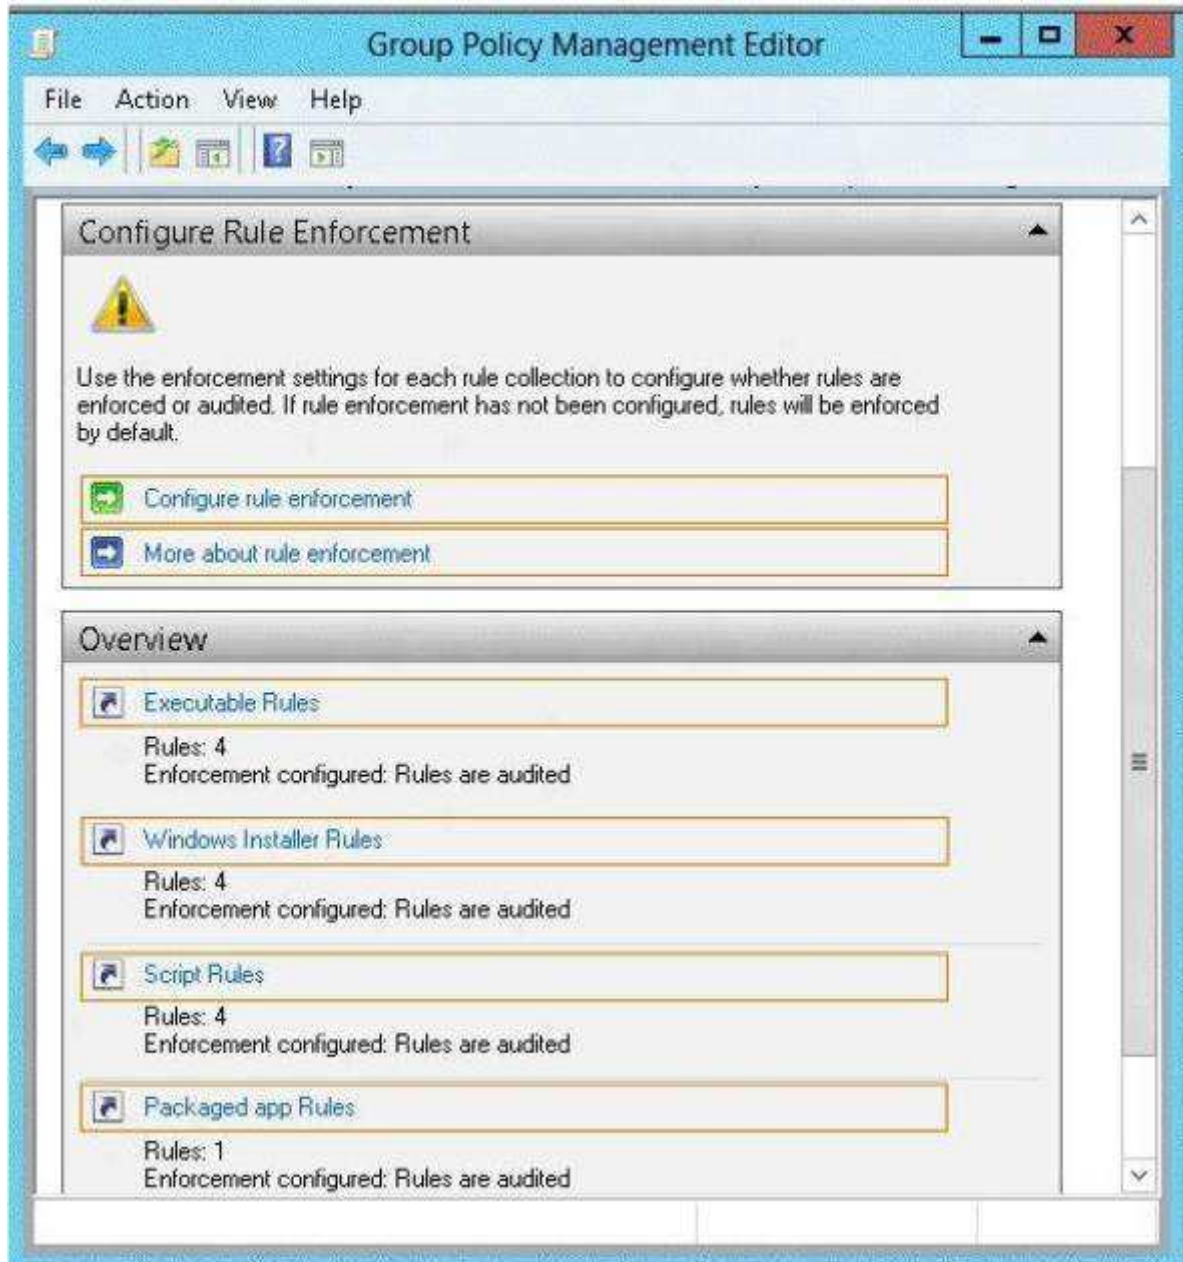 Group Policy Management Editor
File Action View Help
Configure Rule Enforcement
Use the enforcement settings for each rule collection to configure whether rules are
enforced or audited. If rule enforcement has not been configured, rules will be enforced
by default.
Configure rule enforcement
More about rule enforcement
Overview
Executable Rules
Rules: 4
Enforcement configured: Rules are audited
Windows Installer Rules
Rules: 4
Enforcement configured: Rules are audited
Script Rules
Rules: 4
Enforcement configured: Rules are audited
Packaged app Rules
Rules: 1
Enforcement configured: Rules are audited